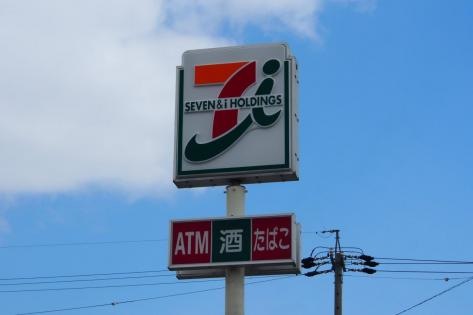 7i
SEVEN & i HOLDINGS
ATM 酒 たばこ